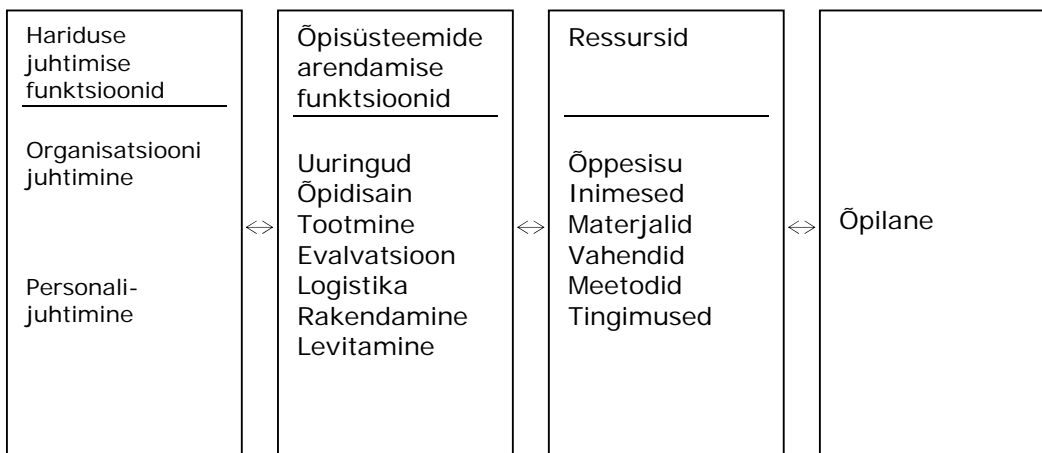 Hariduse
juhtimise
funktsioonid
Organisatsiooni
juhtimine
Personali-
juhtimine
Õpisüsteemide
arendamise
funktsioonid
Uuringud
Õpidisain
Tootmine
Evalvatsioon
Logistika
Rakendamine
Levitamine
Ressursid
Õppesisu
Inimesed
Materjalid
Vahendid
Meetodid
Tingimused
Õpilane